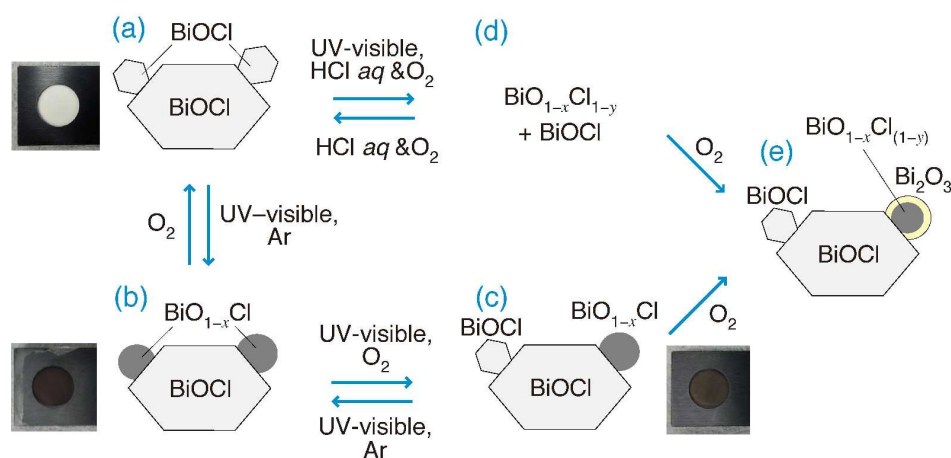 (a)
BiOCl
BiOCl
UV-visible,
HCl aq &O₂
HCl aq &O₂
(d)
BiO₁₋ₓCl₁₋ᵧ
+ BiOCl
O₂
BiO₁₋ₓCl₍₁₋ᵧ₎
(e)
Bi₂O₃
BiOCl
BiOCl
O₂
UV–visible,
Ar
(b)
BiO₁₋ₓCl
BiOCl
UV-visible,
O₂
UV-visible,
Ar
(c)
BiOCl
BiO₁₋ₓCl
BiOCl
O₂